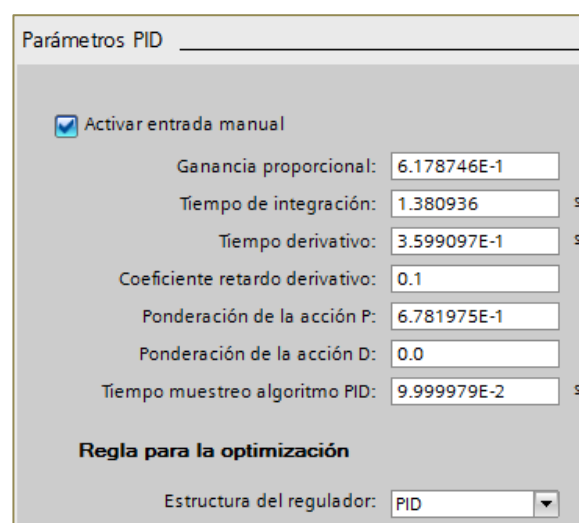 Parámetros PID
Activar entrada manual
Ganancia proporcional: 6.178746E-1
Tiempo de integración: 1.380936 s
Tiempo derivativo: 3.599097E-1 s
Coeficiente retardo derivativo: 0.1
Ponderación de la acción P: 6.781975E-1
Ponderación de la acción D: 0.0
Tiempo muestreo algoritmo PID: 9.999979E-2 s
Regla para la optimización
Estructura del regulador: PID